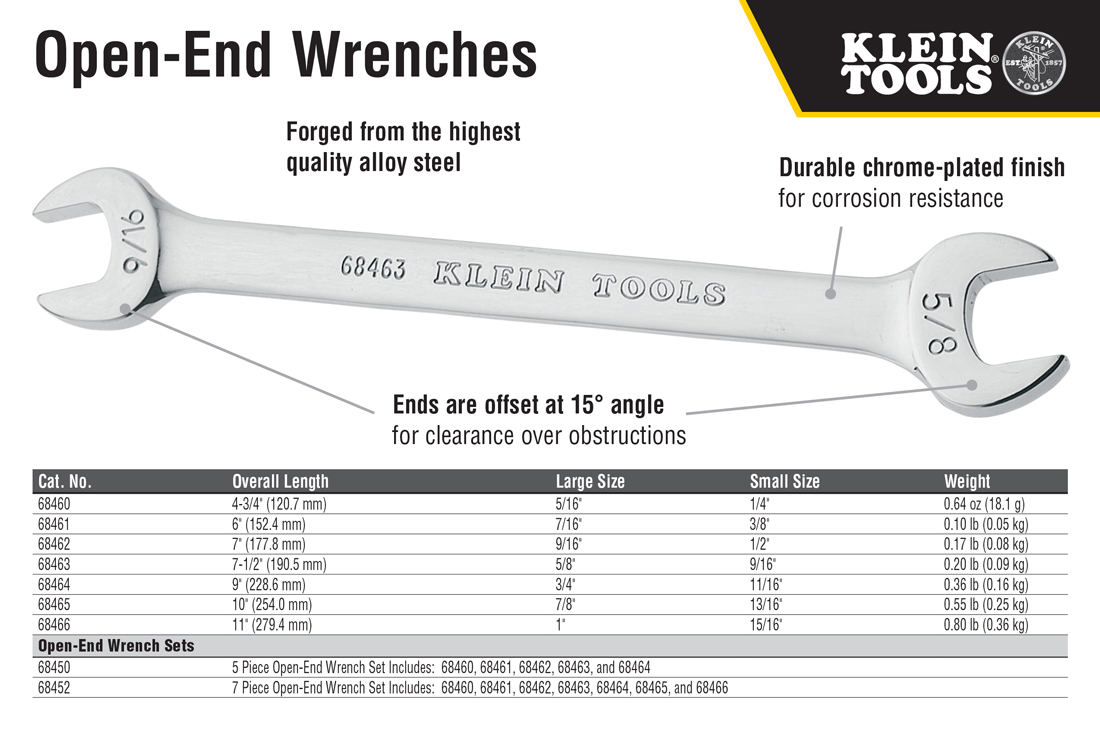 Open-End Wrenches
KLEIN
TOOLS®
KLEIN
EST. 1857
TOOLS
Forged from the highest
quality alloy steel
Durable chrome-plated finish
for corrosion resistance
9/16
68463 KLEIN TOOLS
5/8
Ends are offset at 15° angle
for clearance over obstructions
Cat. No. Overall Length Large Size Small Size Weight
68460 4-3/4" (120.7 mm) 5/16" 1/4" 0.64 oz (18.1 g)
68461 6" (152.4 mm) 7/16" 3/8" 0.10 lb (0.05 kg)
68462 7" (177.8 mm) 9/16" 1/2" 0.17 lb (0.08 kg)
68463 7-1/2" (190.5 mm) 5/8" 9/16" 0.20 lb (0.09 kg)
68464 9" (228.6 mm) 3/4" 11/16" 0.36 lb (0.16 kg)
68465 10" (254.0 mm) 7/8" 13/16" 0.55 lb (0.25 kg)
68466 11" (279.4 mm) 1" 15/16" 0.80 lb (0.36 kg)
Open-End Wrench Sets
68450 5 Piece Open-End Wrench Set Includes: 68460, 68461, 68462, 68463, and 68464
68452 7 Piece Open-End Wrench Set Includes: 68460, 68461, 68462, 68463, 68464, 68465, and 68466